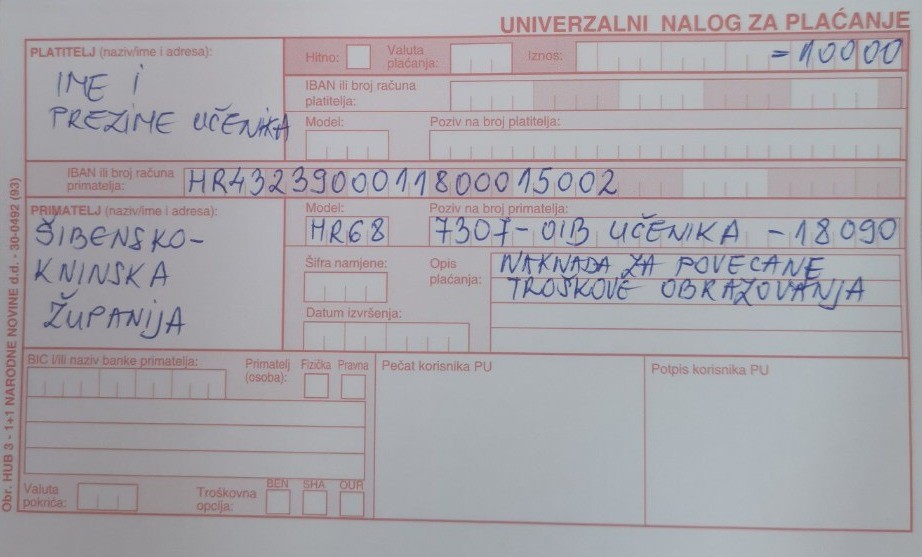 UNIVERZALNI NALOG ZA PLAĆANJE
PLATITELJ (naziv/ime i adresa):
IME I
PREZIME UČENIKA
Hitno:
Valuta plaćanja:
Iznos: =10000
IBAN ili broj računa platitelja:
Model:
Poziv na broj platitelja:
IBAN ili broj računa primatelja: HR4323900011800015002
PRIMATELJ (naziv/ime i adresa):
ŠIBENSKO-
KNINSKA
ŽUPANIJA
Model:
HR68
Poziv na broj primatelja:
7307-OIB UČENIKA -18090
Šifra namjene:
Opis plaćanja:
NAKNADA ZA POVEĆANE
TROŠKOVE OBRAZOVANJA
Datum izvršenja:
BIC i/ili naziv banke primatelja:
Primatelj (osoba):
Fizička Pravna
Pečat korisnika PU
Potpis korisnika PU
Valuta pokrića:
Troškovna opcija:
BEN SHA OUR
Obr. HUB 3 - 1+1 NARODNE NOVINE d.d. - 30-0492 (93)